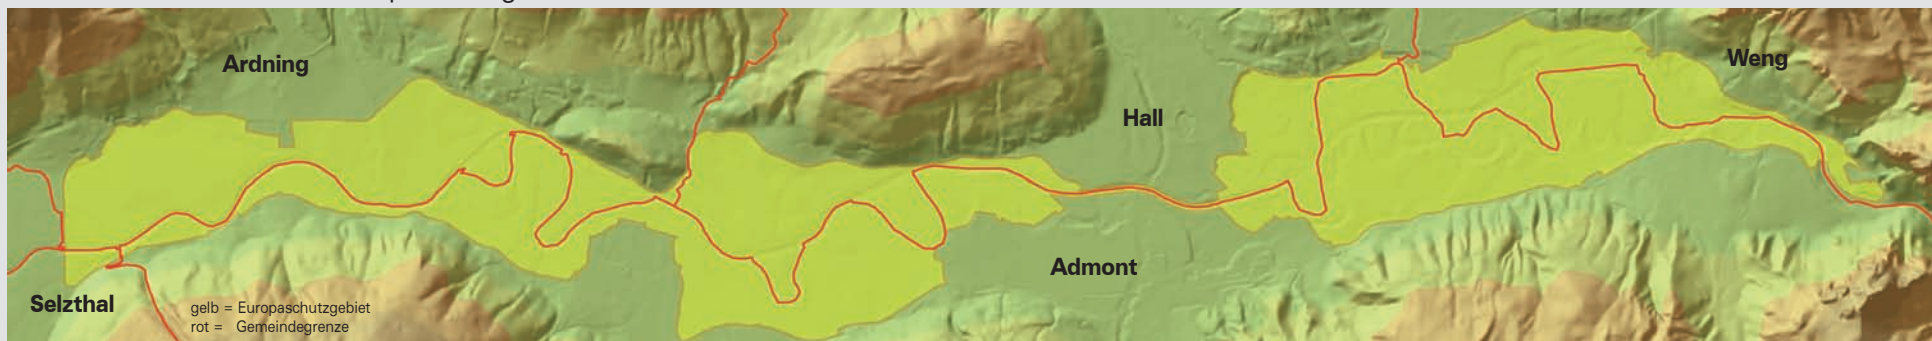 Ardning
Weng
Hall
Admont
Selzthal
gelb = Europaschutzgebiet
rot = Gemeindegrenze